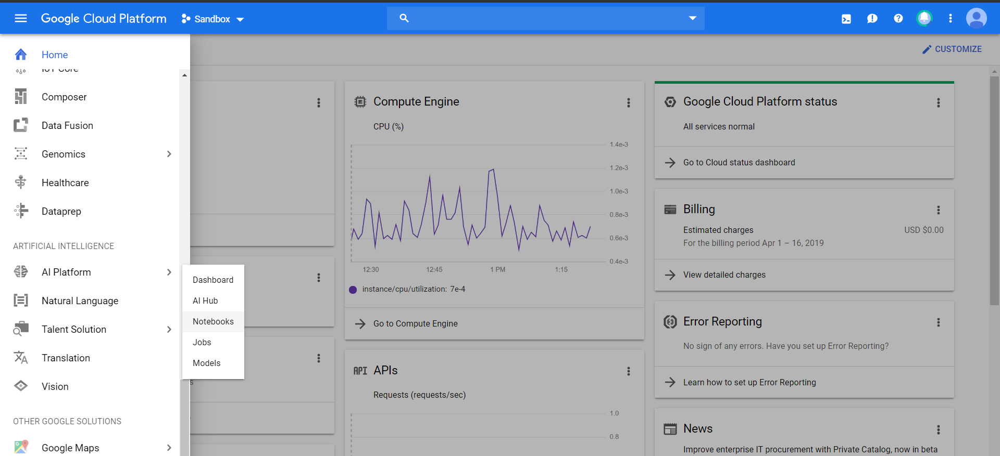 Google Cloud Platform
Sandbox
Home
IoT Core
Composer
Data Fusion
Genomics
Healthcare
Dataprep
ARTIFICIAL INTELLIGENCE
AI Platform
Natural Language
Talent Solution
Translation
Vision
OTHER GOOGLE SOLUTIONS
Google Maps
Dashboard
AI Hub
Notebooks
Jobs
Models
s
CUSTOMIZE
Compute Engine
CPU (%)
1.4e-3
1.2e-3
1.0e-3
0.8e-3
0.6e-3
0.4e-3
12:30 12:45 1 PM 1:15
instance/cpu/utilization: 7e-4
Go to Compute Engine
API APIs
Requests (requests/sec)
1.0
0.8
Google Cloud Platform status
All services normal
Go to Cloud status dashboard
Billing
Estimated charges USD $0.00
For the billing period Apr 1 – 16, 2019
View detailed charges
Error Reporting
No sign of any errors. Have you set up Error Reporting?
Learn how to set up Error Reporting
News
Improve enterprise IT procurement with Private Catalog, now in beta